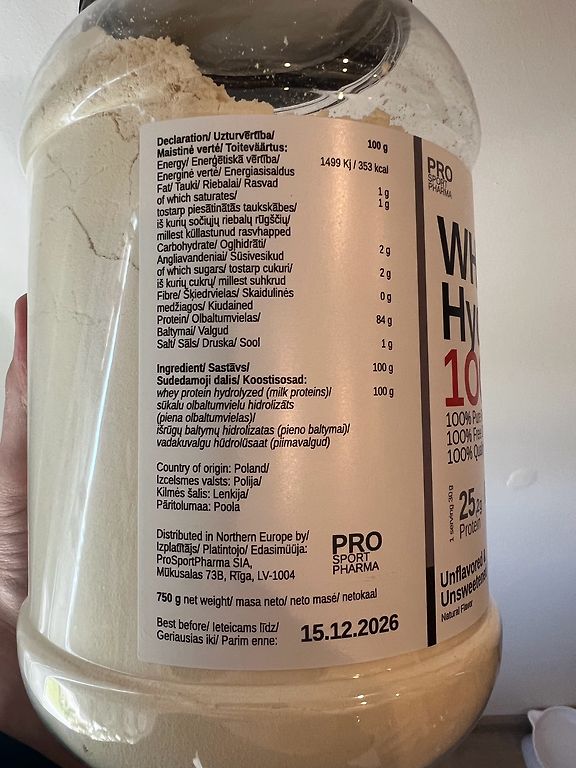 Declaration/ Uzturvērtība/
Maistinė vertė/ Toiteväärtus: 100 g
Energy/ Enerģētiskā vērtība/
Energinė vertė/ Energiasisaldus 1499 Kj / 353 kcal
Fat/ Tauki/ Riebalai/ Rasvad 1 g
of which saturates/ 1 g
tostarp piesātinātās taukskābes/
iš kurių sočiųjų riebalų rūgščių/
millest küllastunud rasvhapped
Carbohydrate/ Ogļhidrāti/ 2 g
Angliavandeniai/ Süsivesikud
of which sugars/ tostarp cukuri/ 2 g
iš kurių cukrų/ millest suhkrud
Fibre/ Šķiedrvielas/ Skaidulinės 0 g
medžiagos/ Kiudained
Protein/ Olbaltumvielas/ 84 g
Baltymai/ Valgud
Salt/ Sāls/ Druska/ Sool 1 g
Ingredient/ Sastāvs/ 100 g
Sudedamoji dalis/ Koostisosad:
whey protein hydrolyzed (milk proteins)/ 100 g
sūkalu olbaltumvielu hidrolizāts
(piena olbaltumvielas)/
išrūgų baltymų hidrolizatas (pieno baltymai)/
vadakuvalgu hüdrolüsaat (piimavalgud)
Country of origin: Poland/
Izcelsmes valsts: Polija/
Kilmės šalis: Lenkija/
Päritolumaa: Poola
Distributed in Northern Europe by/
Izplatītājs/ Platintojo/ Edasimüüja:
ProSportPharma SIA,
Mūkusalas 73B, Rīga, LV-1004
PRO
SPORT
PHARMA
750 g net weight/ masa neto/ neto masė/ netokaal
Best before/ Ieteicams līdz/
Geriausias iki/ Parim enne: 15.12.2026
PRO
SPORT
PHARMA
WH
Hy
10
100% Pure
100% Free
100% Qual
1 serving 30 g
25,2g
Protein
Unflavored &
Unsweetened
Natural Flavor